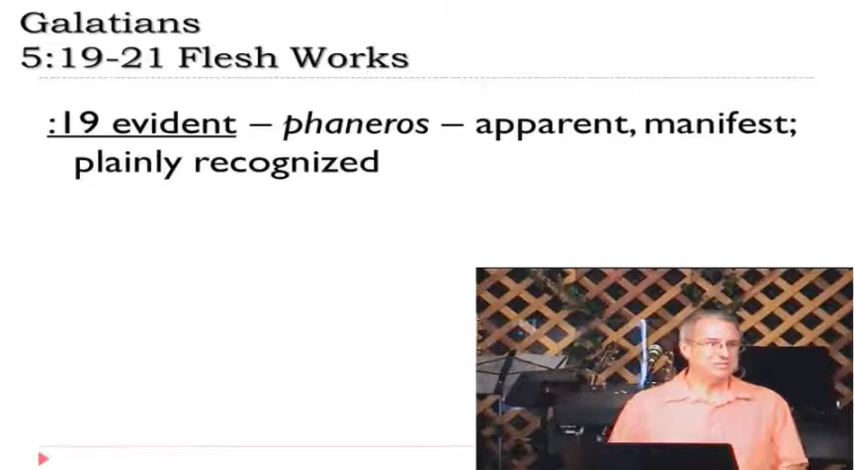 Galatians
5:19-21 Flesh Works
:19 evident – phaneros – apparent, manifest;
plainly recognized